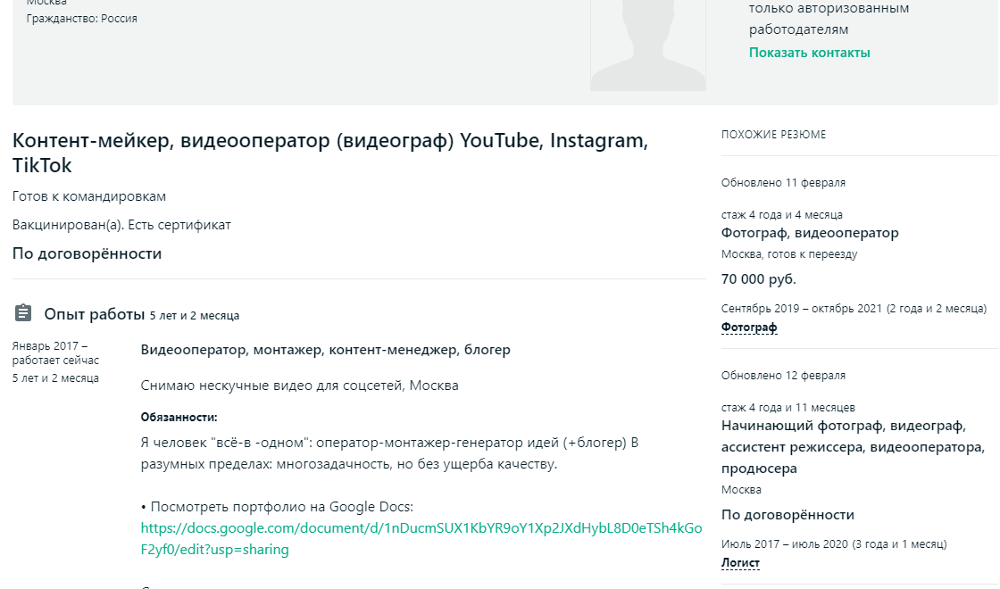 Москва
Гражданство: Россия
только авторизованным
работодателям
Показать контакты
Контент-мейкер, видеооператор (видеограф) YouTube, Instagram,
TikTok
Готов к командировкам
Вакцинирован(а). Есть сертификат
По договорённости
Опыт работы 5 лет и 2 месяца
Январь 2017 –
работает сейчас
5 лет и 2 месяца
Видеооператор, монтажер, контент-менеджер, блогер
Снимаю нескучные видео для соцсетей, Москва
Обязанности:
Я человек "всё-в -одном": оператор-монтажер-генератор идей (+блогер) В
разумных пределах: многозадачность, но без ущерба качеству.
• Посмотреть портфолио на Google Docs:
https://docs.google.com/document/d/1nDucmSUX1KbYR9oY1Xp2JXdHybL8D0eTSh4kGo
F2yf0/edit?usp=sharing
ПОХОЖИЕ РЕЗЮМЕ
Обновлено 11 февраля
стаж 4 года и 4 месяца
Фотограф, видеооператор
Москва, готов к переезду
70 000 руб.
Сентябрь 2019 – октябрь 2021 (2 года и 2 месяца)
Фотограф
Обновлено 12 февраля
стаж 4 года и 11 месяцев
Начинающий фотограф, видеограф,
ассистент режиссера, видеооператора,
продюсера
Москва
По договорённости
Июль 2017 – июль 2020 (3 года и 1 месяц)
Логист